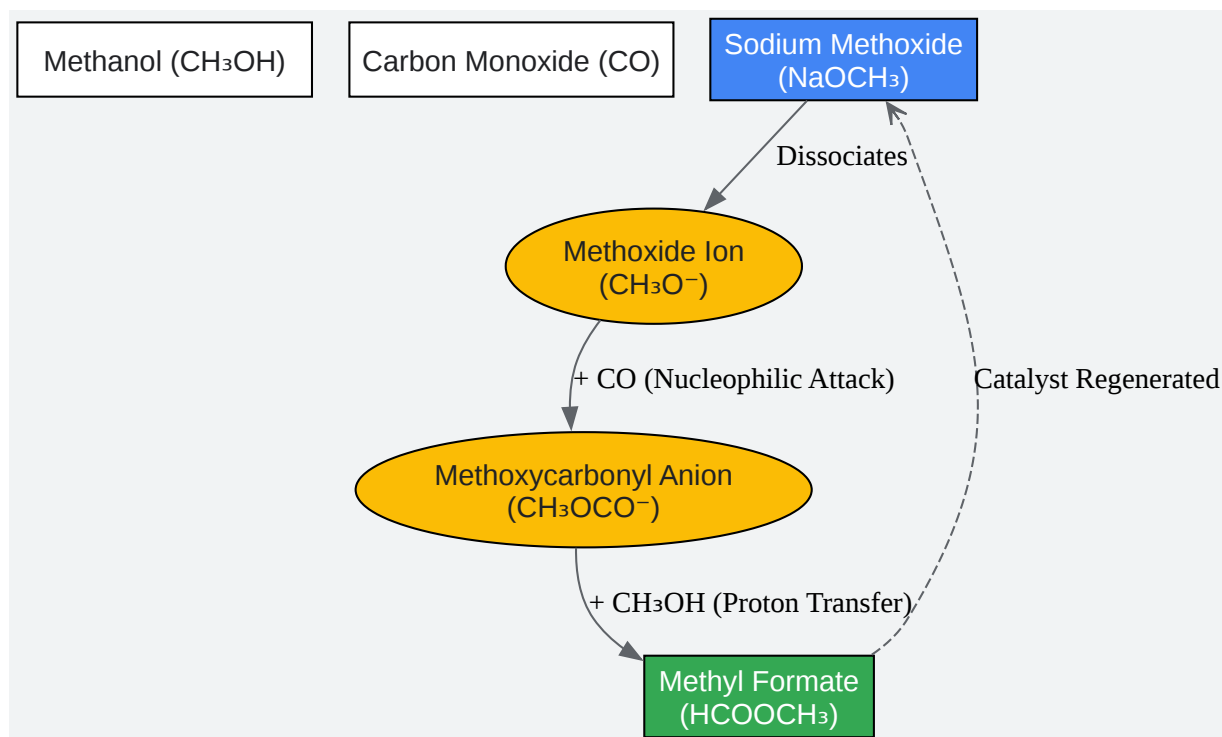 Methanol (CH₃OH)
Carbon Monoxide (CO)
Sodium Methoxide
(NaOCH₃)
Dissociates
Methoxide Ion
(CH₃O⁻)
+ CO (Nucleophilic Attack)
Catalyst Regenerated
Methoxycarbonyl Anion
(CH₃OCO⁻)
+ CH₃OH (Proton Transfer)
Methyl Formate
(HCOOCH₃)